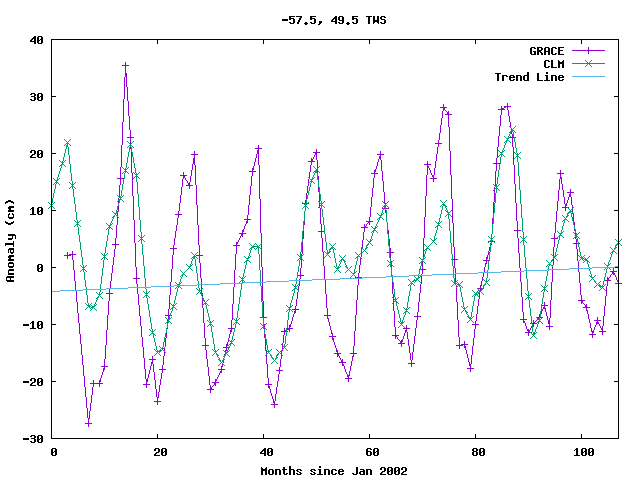 -57.5, 49.5 TWS
GRACE
CLM
Trend Line
40
30
20
10
0
-10
-20
-30
Anomaly (cm)
0 20 40 60 80 100
Months since Jan 2002